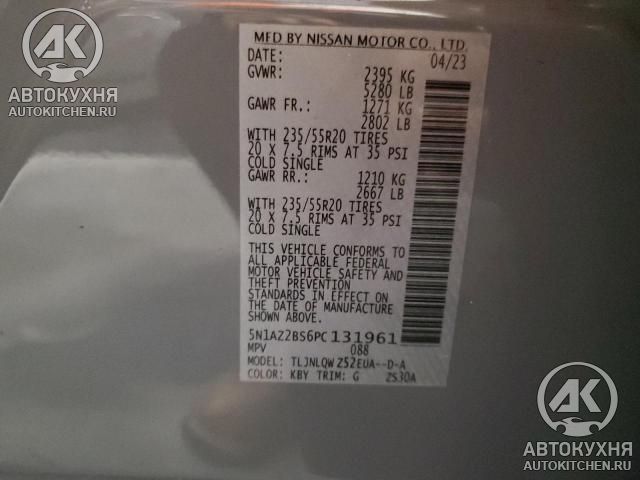 AK
АВТОКУХНЯ
AUTOKITCHEN.RU
MFD BY NISSAN MOTOR CO., LTD.
DATE: 04/23
GVWR: 2395 KG
5280 LB
GAWR FR.: 1271 KG
2802 LB
WITH 235/55R20 TIRES
20 X 7.5 RIMS AT 35 PSI
COLD SINGLE
GAWR RR.: 1210 KG
2667 LB
WITH 235/55R20 TIRES
20 X 7.5 RIMS AT 35 PSI
COLD SINGLE
THIS VEHICLE CONFORMS TO
ALL APPLICABLE FEDERAL
MOTOR VEHICLE SAFETY AND
THEFT PREVENTION
STANDARDS IN EFFECT ON
THE DATE OF MANUFACTURE
SHOWN ABOVE.
5N1AZ2BS6PC131961
MPV 088
MODEL: TLJNLQW Z52EUA--D-A
COLOR: KBY TRIM: G ZS30A
AK
АВТОКУХНЯ
AUTOKITCHEN.RU